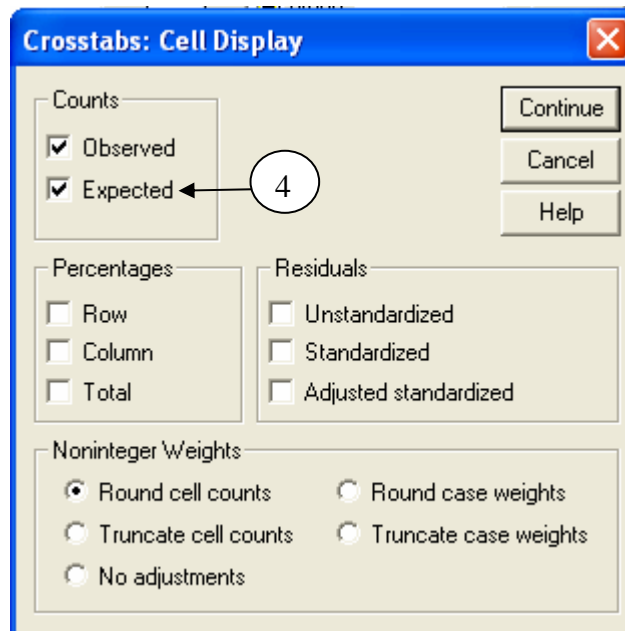 Crosstabs: Cell Display
Counts
Observed
Expected
4
Continue
Cancel
Help
Percentages
Row
Column
Total
Residuals
Unstandardized
Standardized
Adjusted standardized
Noninteger Weights
Round cell counts
Round case weights
Truncate cell counts
Truncate case weights
No adjustments